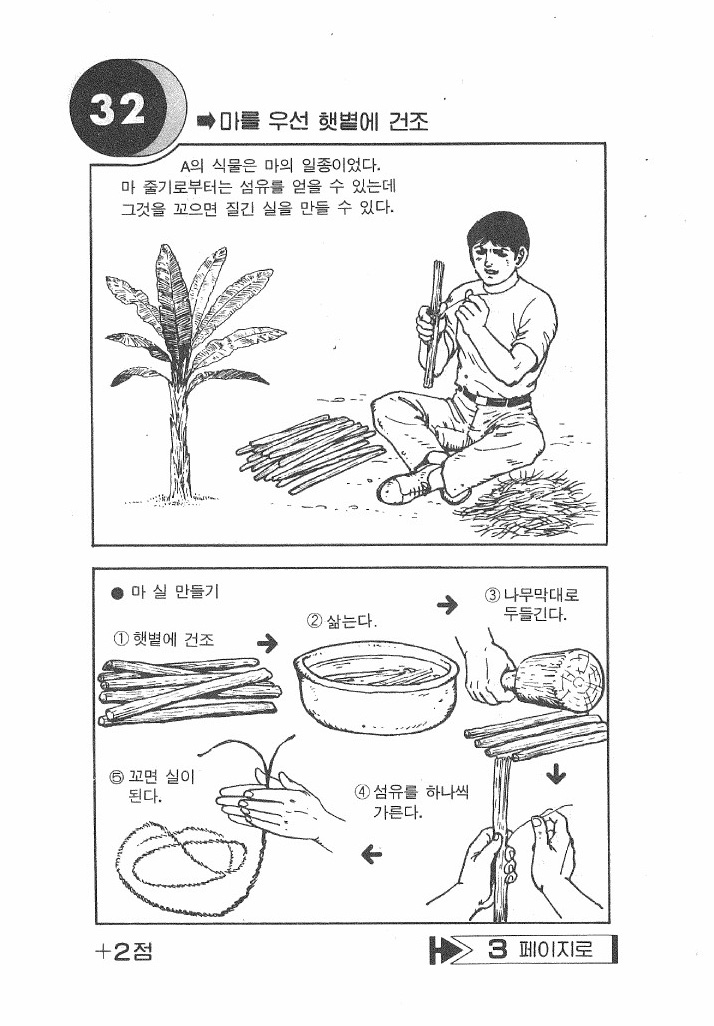 32
➡마를 우선 햇볕에 건조
A의 식물은 마의 일종이었다.
마 줄기로부터는 섬유를 얻을 수 있는데
그것을 꼬으면 질긴 실을 만들 수 있다.
● 마 실 만들기
① 햇볕에 건조
② 삶는다.
③ 나무막대로
두들긴다.
④ 섬유를 하나씩
가른다.
⑤ 꼬면 실이
된다.
+2점
3 페이지로